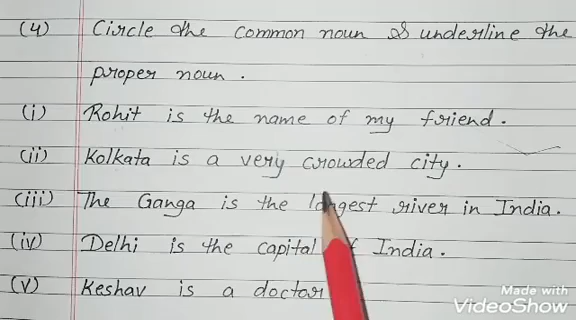 (4) Circle the common noun & underline the
proper noun.
(i) Rohit is the name of my friend.
(ii) Kolkata is a very crowded city.
(iii) The Ganga is the longest river in India.
(iv) Delhi is the capital of India.
(v) Keshav is a doctor
Made with
VideoShow